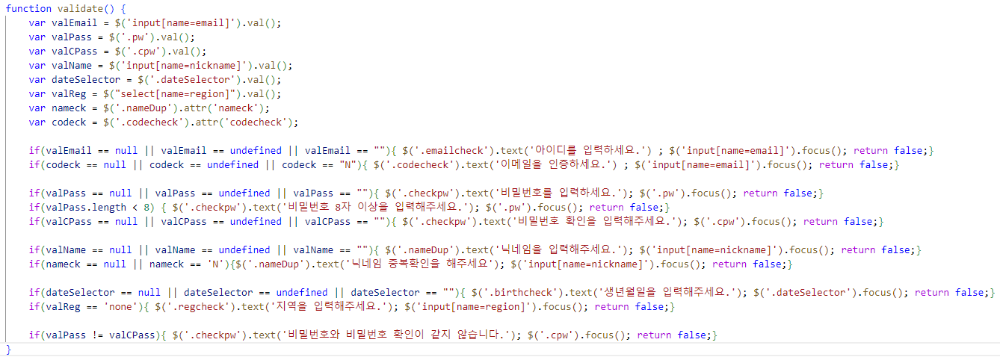 function validate() {
var valEmail = $('input[name=email]').val();
var valPass = $('.pw').val();
var valCPass = $('.cpw').val();
var valName = $('input[name=nickname]').val();
var dateSelector = $('.dateSelector').val();
var valReg = $("select[name=region]").val();
var nameck = $('.nameDup').attr('nameck');
var codeck = $('.codecheck').attr('codecheck');
if(valEmail == null || valEmail == undefined || valEmail == ""){ $('.emailcheck').text('아이디를 입력하세요.') ; $('input[name=email]').focus(); return false;}
if(codeck == null || codeck == undefined || codeck == "N"){ $('.codecheck').text('이메일을 인증하세요.') ; $('input[name=email]').focus(); return false;}
if(valPass == null || valPass == undefined || valPass == ""){ $('.checkpw').text('비밀번호를 입력하세요.'); $('.pw').focus(); return false;}
if(valPass.length < 8) { $('.checkpw').text('비밀번호 8자 이상을 입력해주세요.'); $('.pw').focus(); return false;}
if(valCPass == null || valCPass == undefined || valCPass == ""){ $('.checkpw').text('비밀번호 확인을 입력해주세요.'); $('.cpw').focus(); return false;}
if(valName == null || valName == undefined || valName == ""){ $('.nameDup').text('닉네임을 입력해주세요.'); $('input[name=nickname]').focus(); return false;}
if(nameck == null || nameck == 'N'){$('.nameDup').text('닉네임 중복확인을 해주세요'); $('input[name=nickname]').focus(); return false;}
if(dateSelector == null || dateSelector == undefined || dateSelector == ""){ $('.birthcheck').text('생년월일을 입력해주세요.'); $('.dateSelector').focus(); return false;}
if(valReg == 'none'){ $('.regcheck').text('지역을 입력해주세요.'); $('input[name=region]').focus(); return false;}
if(valPass != valCPass){ $('.checkpw').text('비밀번호와 비밀번호 확인이 같지 않습니다.'); $('.cpw').focus(); return false;}
}